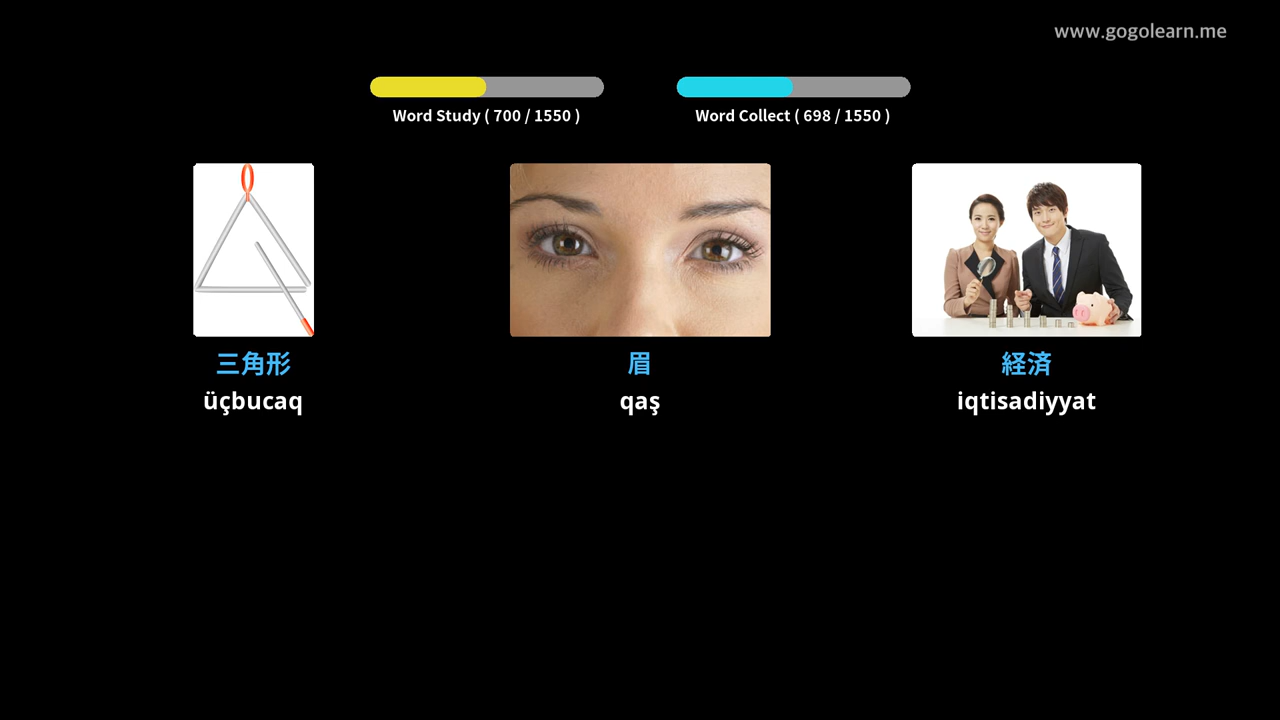 www.gogolearn.me
Word Study ( 700 / 1550 )
Word Collect ( 698 / 1550 )
三角形
üçbucaq
眉
qaş
経済
iqtisadiyyat